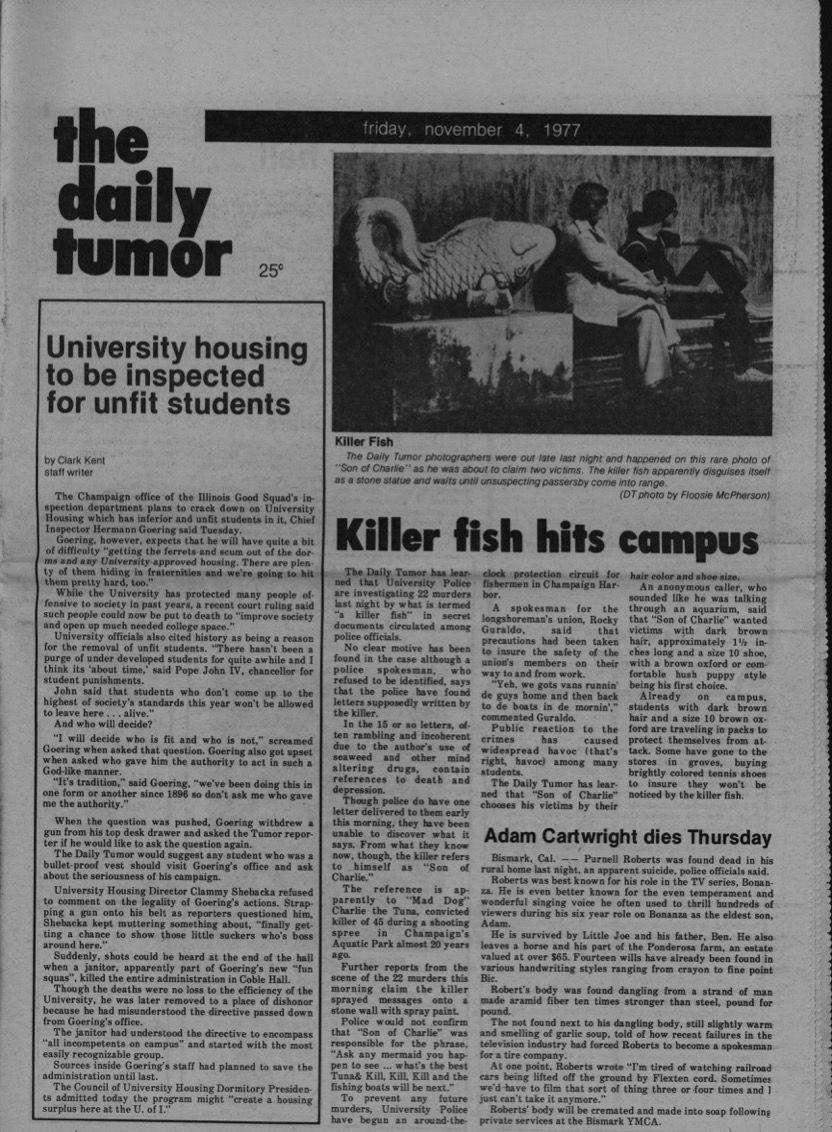 the
daily
tumor
25¢
friday, november 4, 1977
University housing
to be inspected
for unfit students
by Clark Kent
staff writer
The Champaign office of the Illinois Good Squad's in-
spection department plans to crack down on University
Housing which has inferior and unfit students in it, Chief
Inspector Hermann Goering said Tuesday.
Goering, however, expects that he will have quite a bit
of difficulty "getting the ferrets and scum out of the dor-
ms and any University approved housing. There are plen-
ty of them hiding in fraternities and we're going to hit
them pretty hard, too."
While the University has protected many people of-
fensive to society in past years, a recent court ruling said
such people could now be put to death to "improve society
and open up much needed college space."
University officials also cited history as being a reason
for the removal of unfit students. "There hasn't been a
purge of under developed students for quite awhile and I
think its 'about time,' said Pope John IV, chancellor for
student punishments.
John said that students who don't come up to the
highest of society's standards this year won't be allowed
to leave here . . . alive."
And who will decide?
"I will decide who is fit and who is not," screamed
Goering when asked that question. Goering also got upset
when asked who gave him the authority to act in such a
God-like manner.
"It's tradition," said Goering, "we've been doing this in
one form or another since 1896 so don't ask me who gave
me the authority."
When the question was pushed, Goering withdrew a
gun from his top desk drawer and asked the Tumor repor-
ter if he would like to ask the question again.
The Daily Tumor would suggest any student who was a
bullet-proof vest should visit Goering's office and ask
about the seriousness of his campaign.
University Housing Director Clammy Shebacka refused
to comment on the legality of Goering's actions. Strap-
ping a gun onto his belt as reporters questioned him,
Shebacka kept muttering something about, "finally get-
ting a chance to show those little suckers who's boss
around here."
Suddenly, shots could be heard at the end of the hall
when a janitor, apparently part of Goering's new "fun
squas", killed the entire administration in Coble Hall.
Though the deaths were no loss to the efficiency of the
University, he was later removed to a place of dishonor
because he had misunderstood the directive passed down
from Goering's office.
The janitor had understood the directive to encompass
"all incompetents on campus" and started with the most
easily recognizable group.
Sources inside Goering's staff had planned to save the
administration until last.
The Council of University Housing Dormitory Presiden-
ts admitted today the program might "create a housing
surplus here at the U. of I."
Killer Fish
The Daily Tumor photographers were out late last night and happened on this rare photo of
"Son of Charlie" as he was about to claim two victims. The killer fish apparently disguises itself
as a stone statue and waits until unsuspecting passersby come into range.
(DT photo by Floosie McPherson)
Killer fish hits campus
The Daily Tumor has lear-
ned that University Police
are investigating 22 murders
last night by what is termed
"a killer fish" in secret
documents circulated among
police officials.
No clear motive has been
found in the case although a
police spokesman, who
refused to be identified, says
that the police have found
letters supposedly written by
the killer.
In the 15 or so letters, of-
ten rambling and incoherent
due to the author's use of
seaweed and other mind
altering drugs, contain
references to death and
depression.
Though police do have one
letter delivered to them early
this morning, they have been
unable to discover what it
says. From what they know
now, though, the killer refers
to himself as "Son of
Charlie."
The reference is ap-
parently to "Mad Dog"
Charlie the Tuna, convicted
killer of 45 during a shooting
spree in Champaign's
Aquatic Park almost 20 years
ago.
Further reports from the
scene of the 22 murders this
morning claim the killer
sprayed messages onto a
stone wall with spray paint.
Police would not confirm
that "Son of Charlie" was
responsible for the phrase,
"Ask any mermaid you hap-
pen to see ... what's the best
Tuna& Kill, Kill, Kill and the
fishing boats will be next."
To prevent any future
murders, University Police
have begun an around-the-
clock protection circuit for
fishermen in Champaign Har-
bor.
A spokesman for the
longshoreman's union, Rocky
Guraldo, said that
precautions had been taken
to insure the safety of the
union's members on their
way to and from work.
"Yeh, we gots vans runnin'
de guys home and then back
to de boats in de mornin',"
commented Guraldo.
Public reaction to the
crimes has caused
widespread havoc (that's
right, havoc) among many
students.
The Daily Tumor has lear-
ned that "Son of Charlie"
chooses his victims by their
hair color and shoe size.
An anonymous caller, who
sounded like he was talking
through an aquarium, said
that "Son of Charlie" wanted
victims with dark brown
hair, approximately 1½ in-
ches long and a size 10 shoe,
with a brown oxford or com-
fortable hush puppy style
being his first choice.
Already on campus,
students with dark brown
hair and a size 10 brown ox-
ford are traveling in packs to
protect themselves from at-
tack. Some have gone to the
stores in groves, buying
brightly colored tennis shoes
to insure they won't be
noticed by the killer fish.
Adam Cartwright dies Thursday
Bismark, Cal. —— Purnell Roberts was found dead in his
rural home last night, an apparent suicide, police officials said.
Roberts was best known for his role in the TV series, Bonan-
za. He is even better known for the even temperament and
wonderful singing voice he often used to thrill hundreds of
viewers during his six year role on Bonanza as the eldest son,
Adam.
He is survived by Little Joe and his father, Ben. He also
leaves a horse and his part of the Ponderosa farm, an estate
valued at over $65. Fourteen wills have already been found in
various handwriting styles ranging from crayon to fine point
Bic.
Robert's body was found dangling from a strand of man
made aramid fiber ten times stronger than steel, pound for
pound.
The not found next to his dangling body, still slightly warm
and smelling of garlic soup, told of how recent failures in the
television industry had forced Roberts to become a spokesman
for a tire company.
At one point, Roberts wrote "I'm tired of watching railroad
cars being lifted off the ground by Flexten cord. Sometimes
we'd have to film that sort of thing three or four times and I
just can't take it anymore."
Roberts' body will be cremated and made into soap following
private services at the Bismark YMCA.